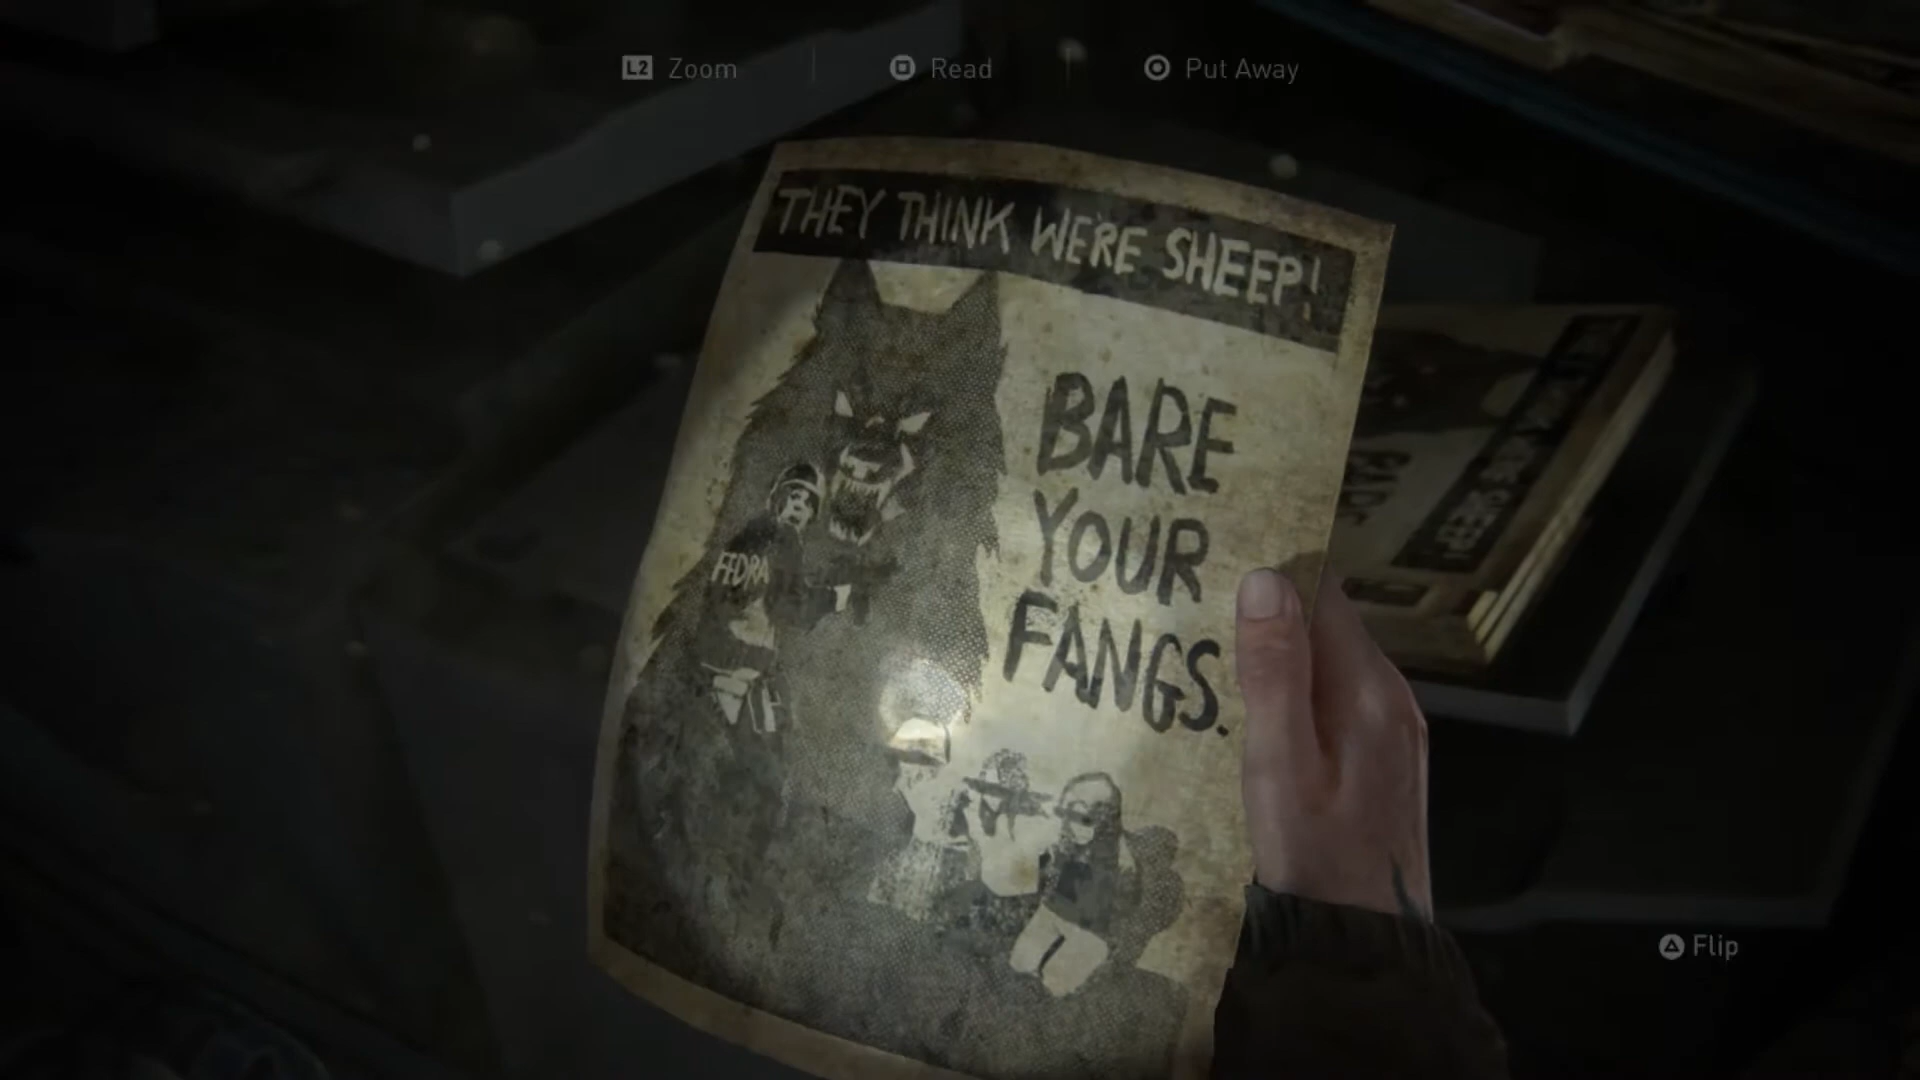 L2 Zoom
Read
Put Away
THEY THINK WE'RE SHEEP!
BARE
YOUR
FANGS.
FEDRA
Flip